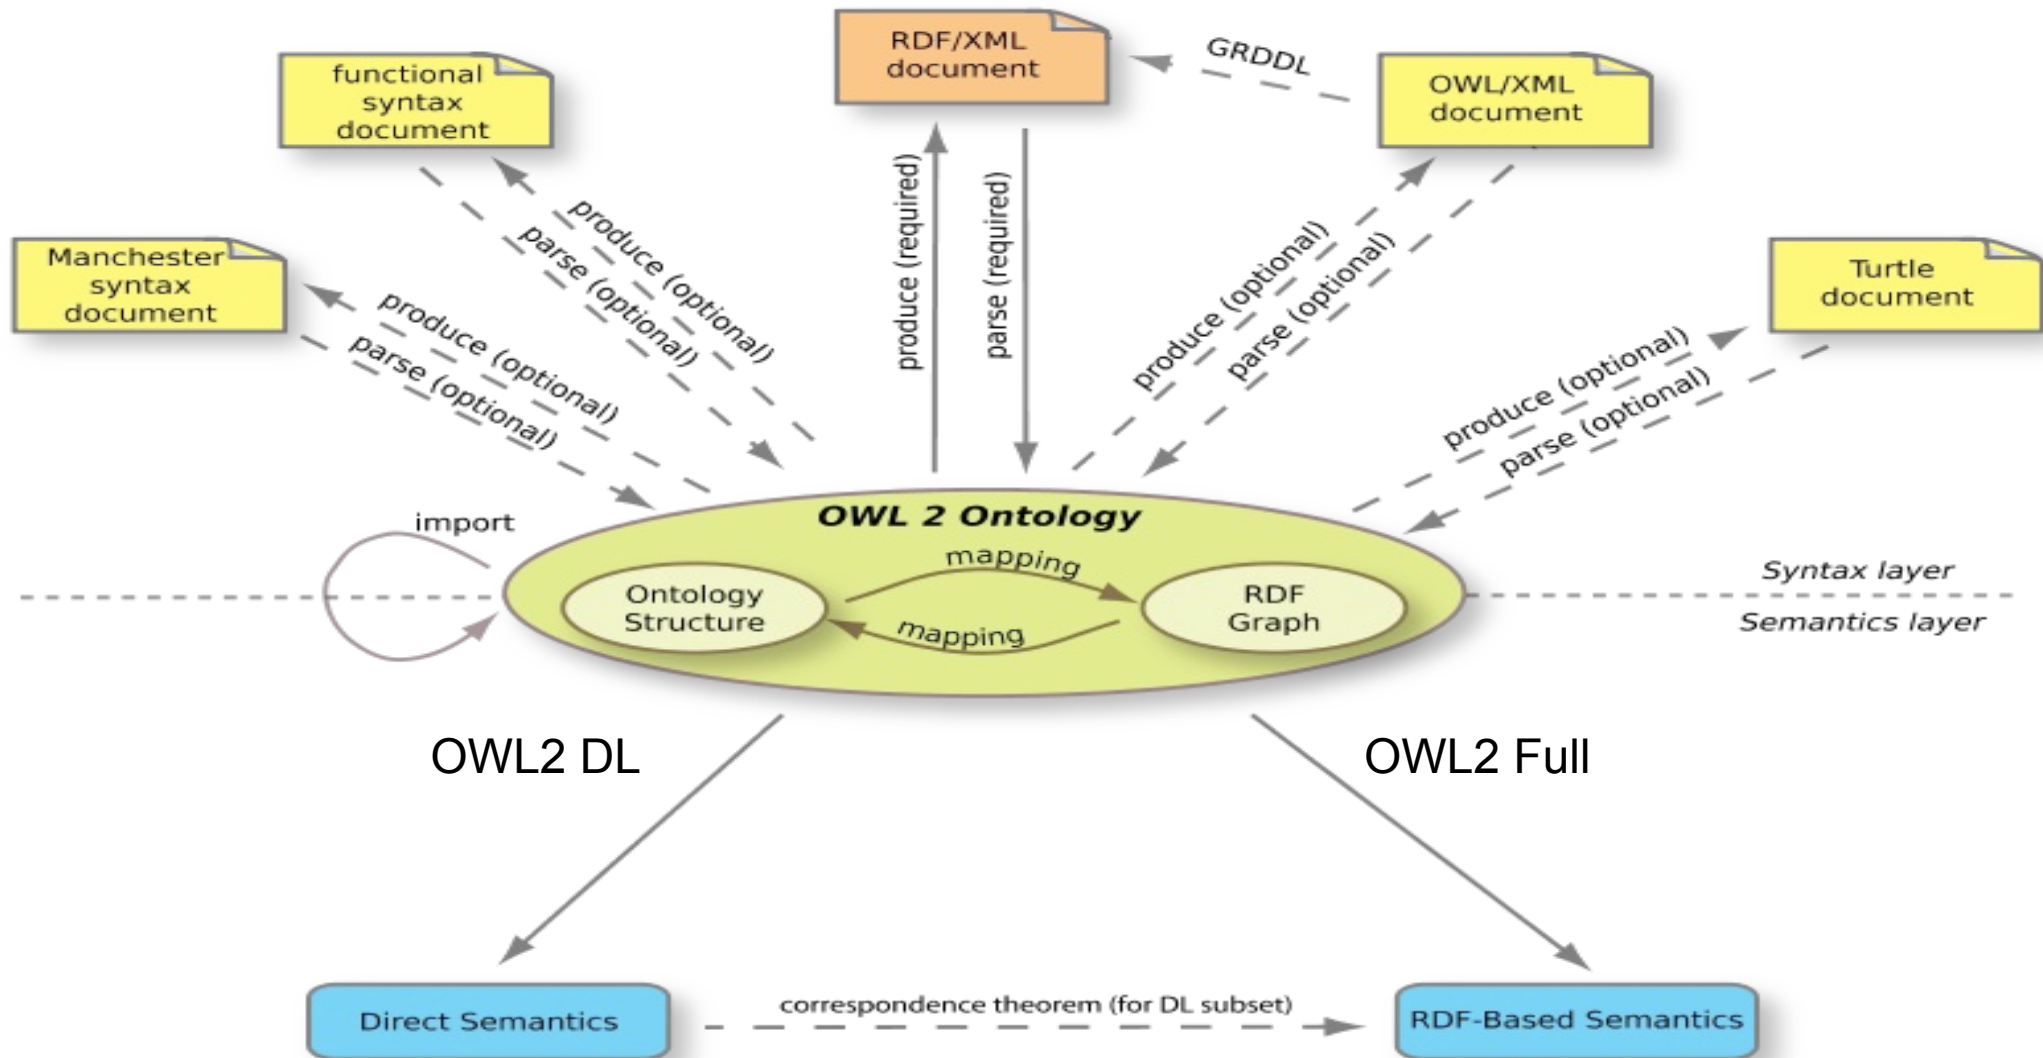 RDF/XML
document
GRDDL
functional
syntax
document
OWL/XML
document
Manchester
syntax
document
Turtle
document
produce (optional)
parse (optional)
produce (optional)
parse (optional)
produce (required)
parse (required)
produce (optional)
parse (optional)
produce (optional)
parse (optional)
import
OWL 2 Ontology
mapping
Ontology
Structure
RDF
Graph
mapping
Syntax layer
Semantics layer
OWL2 DL
OWL2 Full
Direct Semantics
correspondence theorem (for DL subset)
RDF-Based Semantics